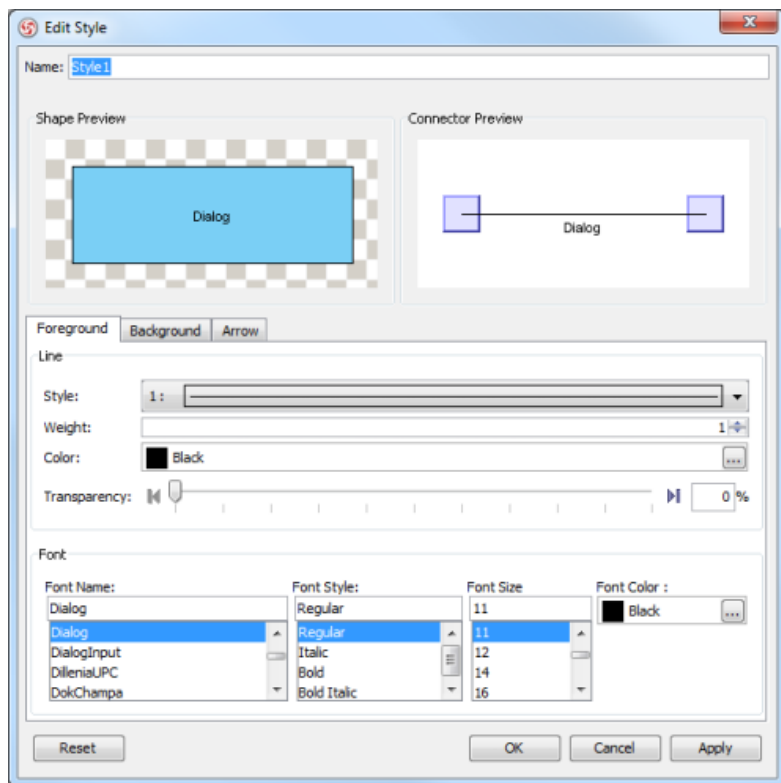 Edit Style
Name: Style1
Shape Preview
Connector Preview
Dialog
Dialog
Foreground Background Arrow
Line
Style: 1 :
Weight: 1
Color: Black ...
Transparency: 0 %
Font
Font Name: Font Style: Font Size Font Color :
Dialog Regular 11 Black ...
Dialog Regular 11
DialogInput Italic 12
DilleniaUPC Bold 14
DokChampa Bold Italic 16
Reset OK Cancel Apply